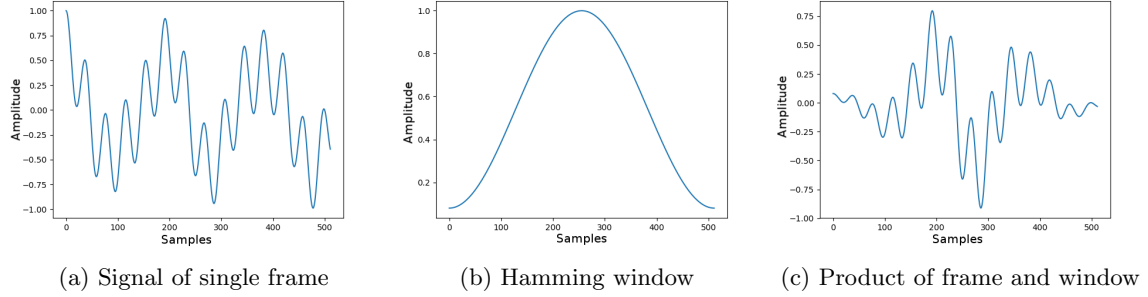 1.00
0.75
0.50
0.25
0.00
−0.25
−0.50
−0.75
−1.00
Amplitude
0 100 200 300 400 500
Samples
(a) Signal of single frame
1.0
0.8
0.6
0.4
0.2
Amplitude
0 100 200 300 400 500
Samples
(b) Hamming window
0.75
0.50
0.25
0.00
−0.25
−0.50
−0.75
−1.00
Amplitude
0 100 200 300 400 500
Samples
(c) Product of frame and window